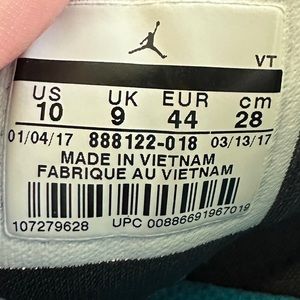 VT
US UK EUR cm
10 9 44 28
01/04/17 888122-018 03/13/17
MADE IN VIETNAM
FABRIQUE AU VIETNAM
107279628 UPC 00886691967019